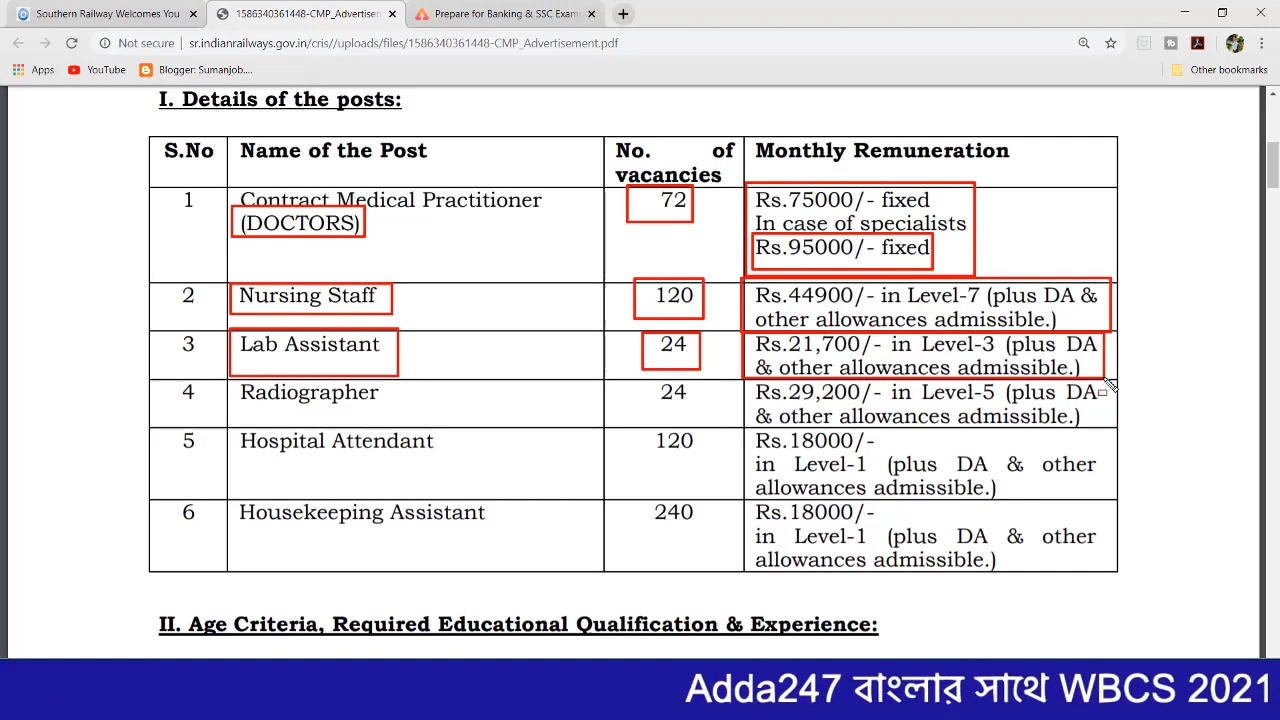 Southern Railway Welcomes You
1586340361448-CMP_Advertisemen
Prepare for Banking & SSC Exam
Not secure
sr.indianrailways.gov.in/cris//uploads/files/1586340361448-CMP_Advertisement.pdf
Apps
YouTube
Blogger: Sumanjob....
Other bookmarks
I. Details of the posts:
S.No Name of the Post No. of vacancies Monthly Remuneration
1 Contract Medical Practitioner 72 Rs.75000/- fixed
(DOCTORS) In case of specialists
Rs.95000/- fixed
2 Nursing Staff 120 Rs.44900/- in Level-7 (plus DA &
other allowances admissible.)
3 Lab Assistant 24 Rs.21,700/- in Level-3 (plus DA
& other allowances admissible.)
4 Radiographer 24 Rs.29,200/- in Level-5 (plus DA
& other allowances admissible.)
5 Hospital Attendant 120 Rs.18000/-
in Level-1 (plus DA & other
allowances admissible.)
6 Housekeeping Assistant 240 Rs.18000/-
in Level-1 (plus DA & other
allowances admissible.)
II. Age Criteria, Required Educational Qualification & Experience:
Adda247 বাংলার সাথে WBCS 2021